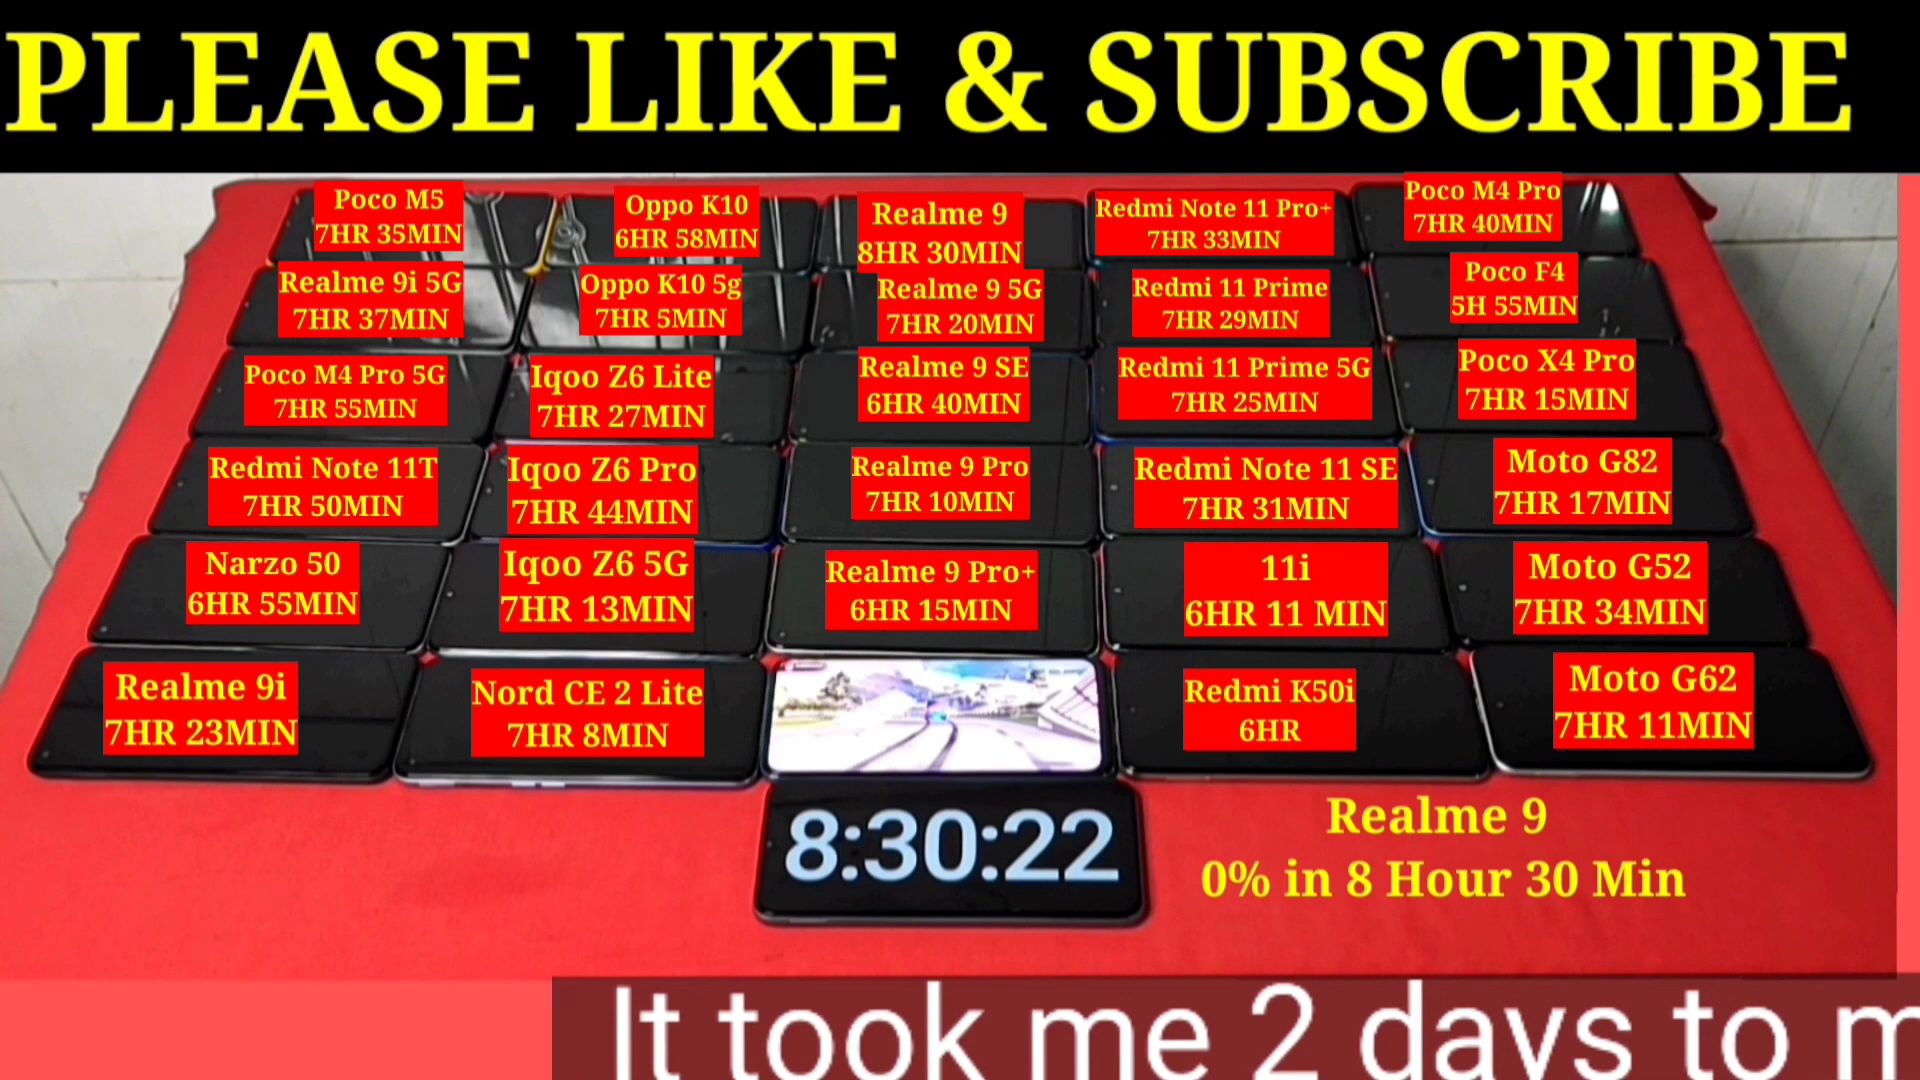 PLEASE LIKE & SUBSCRIBE
Poco M5
7HR 35MIN
Oppo K10
6HR 58MIN
Realme 9
8HR 30MIN
Redmi Note 11 Pro+
7HR 33MIN
Poco M4 Pro
7HR 40MIN
Realme 9i 5G
7HR 37MIN
Oppo K10 5g
7HR 5MIN
Realme 9 5G
7HR 20MIN
Redmi 11 Prime
7HR 29MIN
Poco F4
5H 55MIN
Poco M4 Pro 5G
7HR 55MIN
Iqoo Z6 Lite
7HR 27MIN
Realme 9 SE
6HR 40MIN
Redmi 11 Prime 5G
7HR 25MIN
Poco X4 Pro
7HR 15MIN
Redmi Note 11T
7HR 50MIN
Iqoo Z6 Pro
7HR 44MIN
Realme 9 Pro
7HR 10MIN
Redmi Note 11 SE
7HR 31MIN
Moto G82
7HR 17MIN
Narzo 50
6HR 55MIN
Iqoo Z6 5G
7HR 13MIN
Realme 9 Pro+
6HR 15MIN
11i
6HR 11 MIN
Moto G52
7HR 34MIN
Realme 9i
7HR 23MIN
Nord CE 2 Lite
7HR 8MIN
Redmi K50i
6HR
Moto G62
7HR 11MIN
8:30:22
Realme 9
0% in 8 Hour 30 Min
It took me 2 days to m